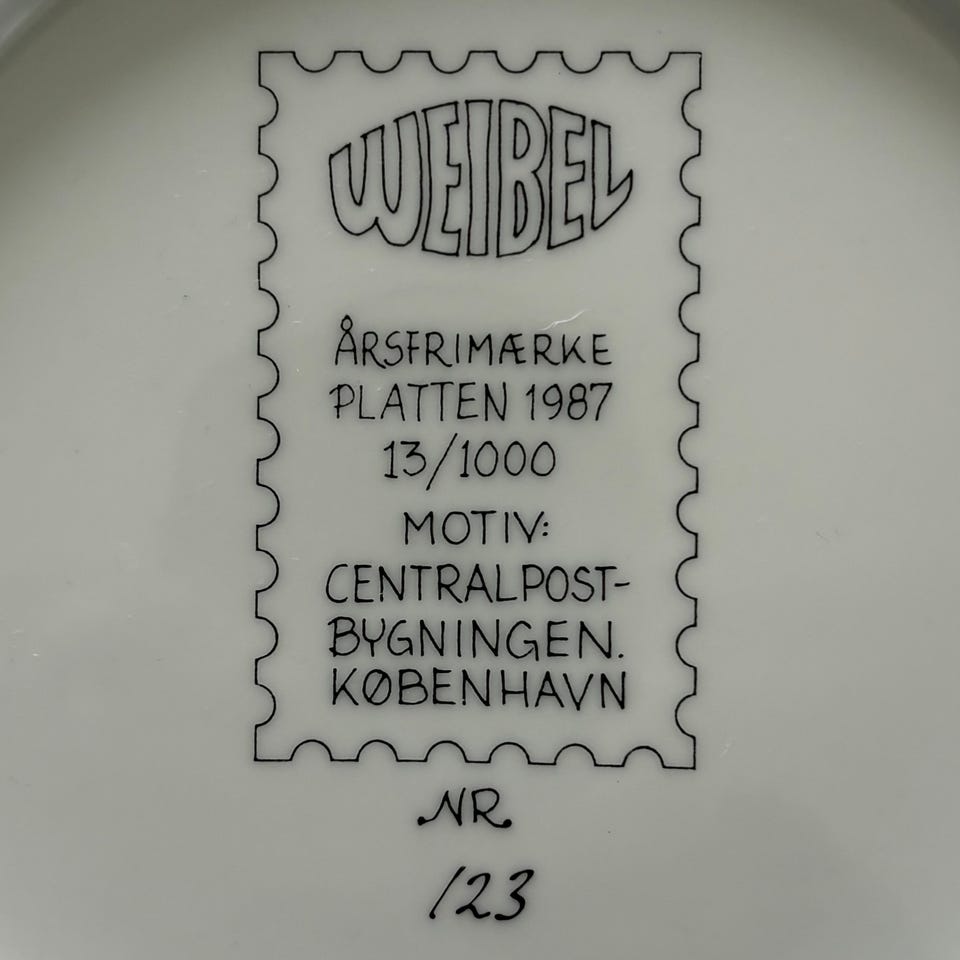 WEIBEL
ÅRSFRIMÆRKE
PLATTEN 1987
13/1000
MOTIV:
CENTRALPOST-
BYGNINGEN.
KØBENHAVN
NR.
123